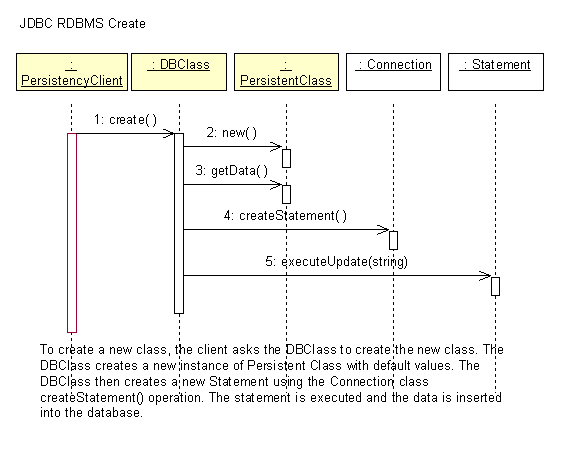 JDBC RDBMS Create
:
PersistencyClient
: DBClass
:
PersistentClass
: Connection
: Statement
1: create( )
2: new( )
3: getData( )
4: createStatement( )
5: executeUpdate(string)
To create a new class, the client asks the DBClass to create the new class. The
DBClass creates a new instance of Persistent Class with default values. The
DBClass then creates a new Statement using the Connection class
createStatement() operation. The statement is executed and the data is inserted
into the database.